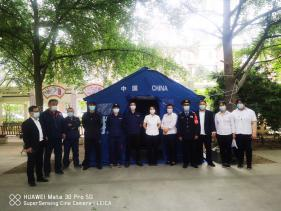 中国 CHINA
HUAWEI Mate 30 Pro 5G
SuperSensing Cine Camera | LEICA